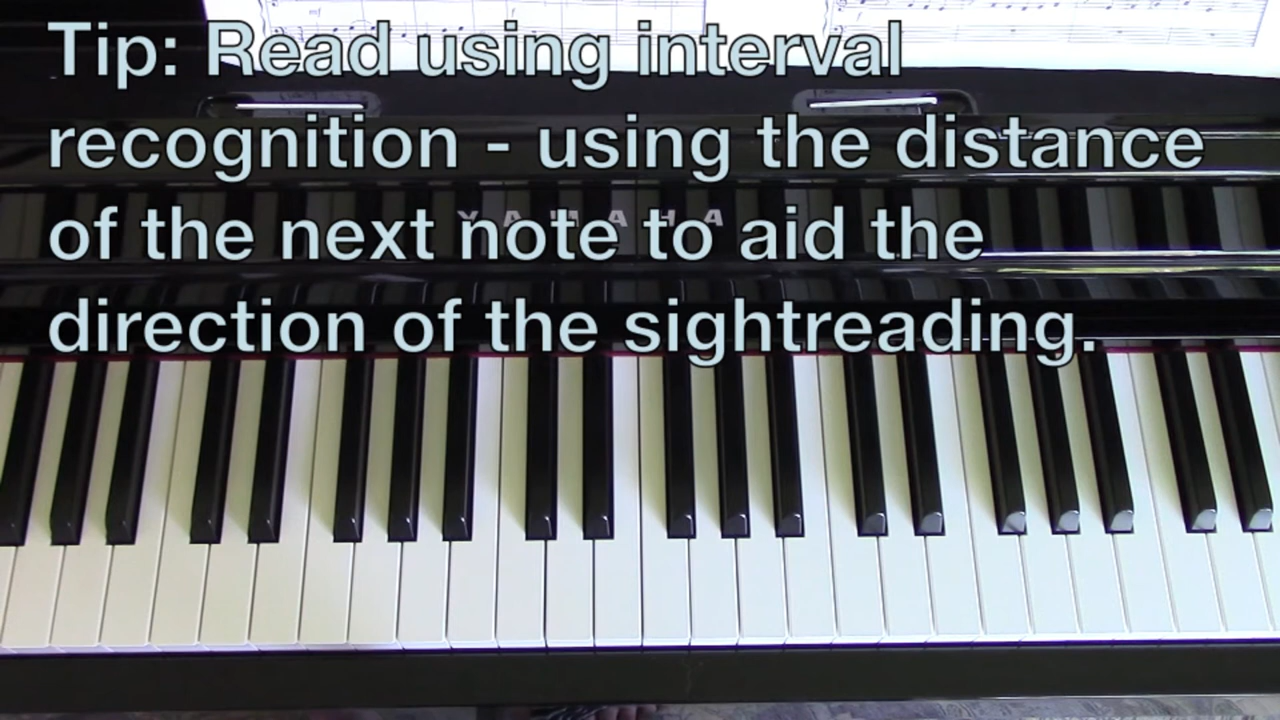 Tip: Read using interval
recognition - using the distance
YAMAHA
of the next note to aid the
direction of the sightreading.